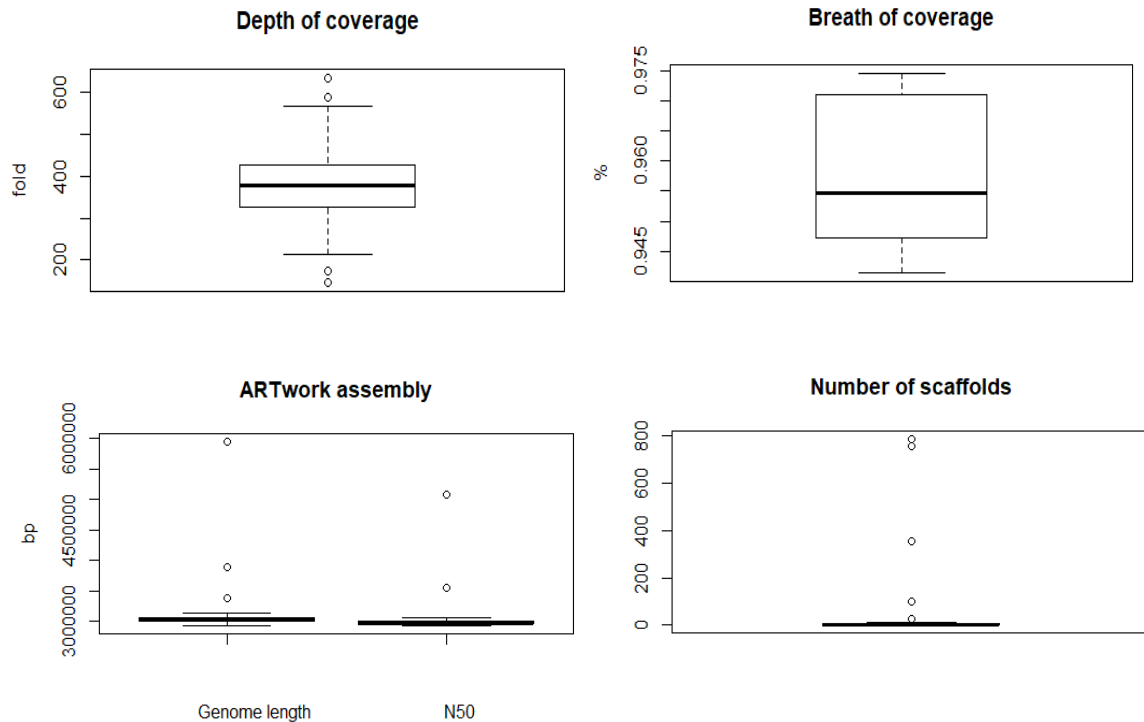 Depth of coverage
600
400
200
fold
Breath of coverage
0.975
0.960
0.945
%
ARTwork assembly
6000000
4500000
3000000
bp
Genome length
N50
Number of scaffolds
800
600
400
200
0